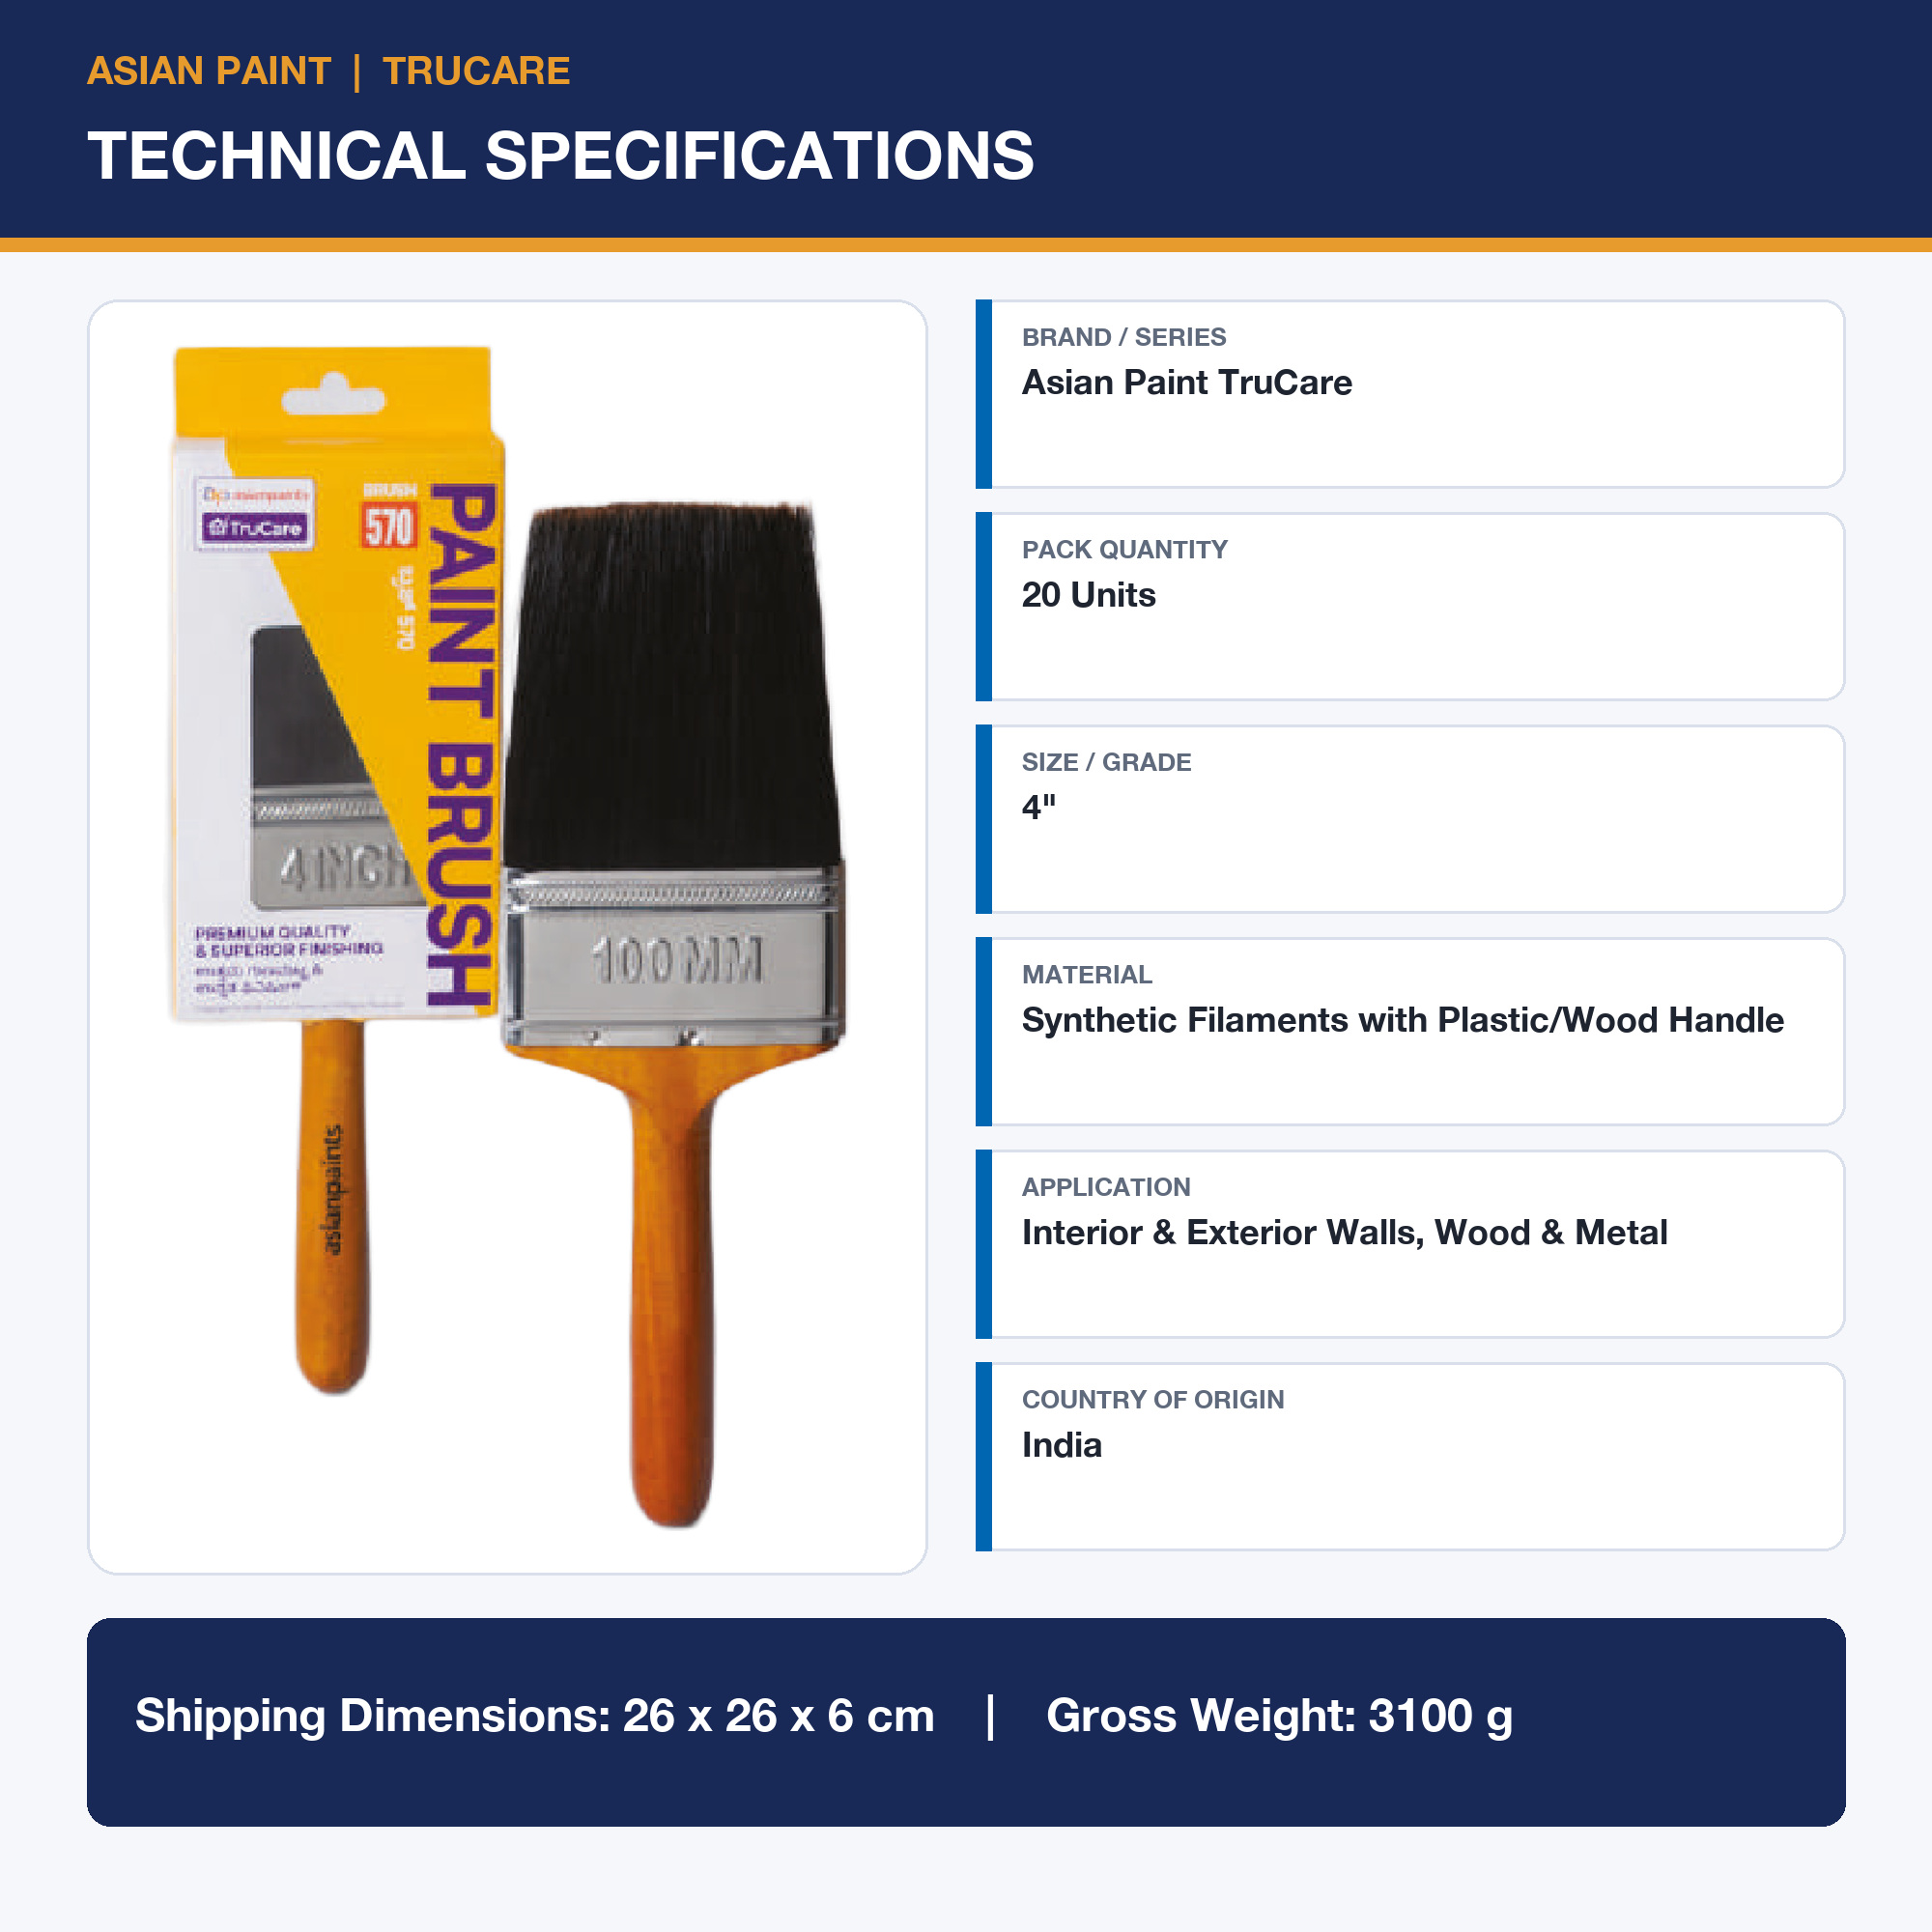 ASIAN PAINT | TRUCARE
TECHNICAL SPECIFICATIONS
asianpaints
TruCare
BRUSH
570
PAINT BRUSH
4 INCH
PREMIUM QUALITY
& SUPERIOR FINISHING
asianpaints
100 MM
BRAND / SERIES
Asian Paint TruCare
PACK QUANTITY
20 Units
SIZE / GRADE
4"
MATERIAL
Synthetic Filaments with Plastic/Wood Handle
APPLICATION
Interior & Exterior Walls, Wood & Metal
COUNTRY OF ORIGIN
India
Shipping Dimensions: 26 x 26 x 6 cm | Gross Weight: 3100 g